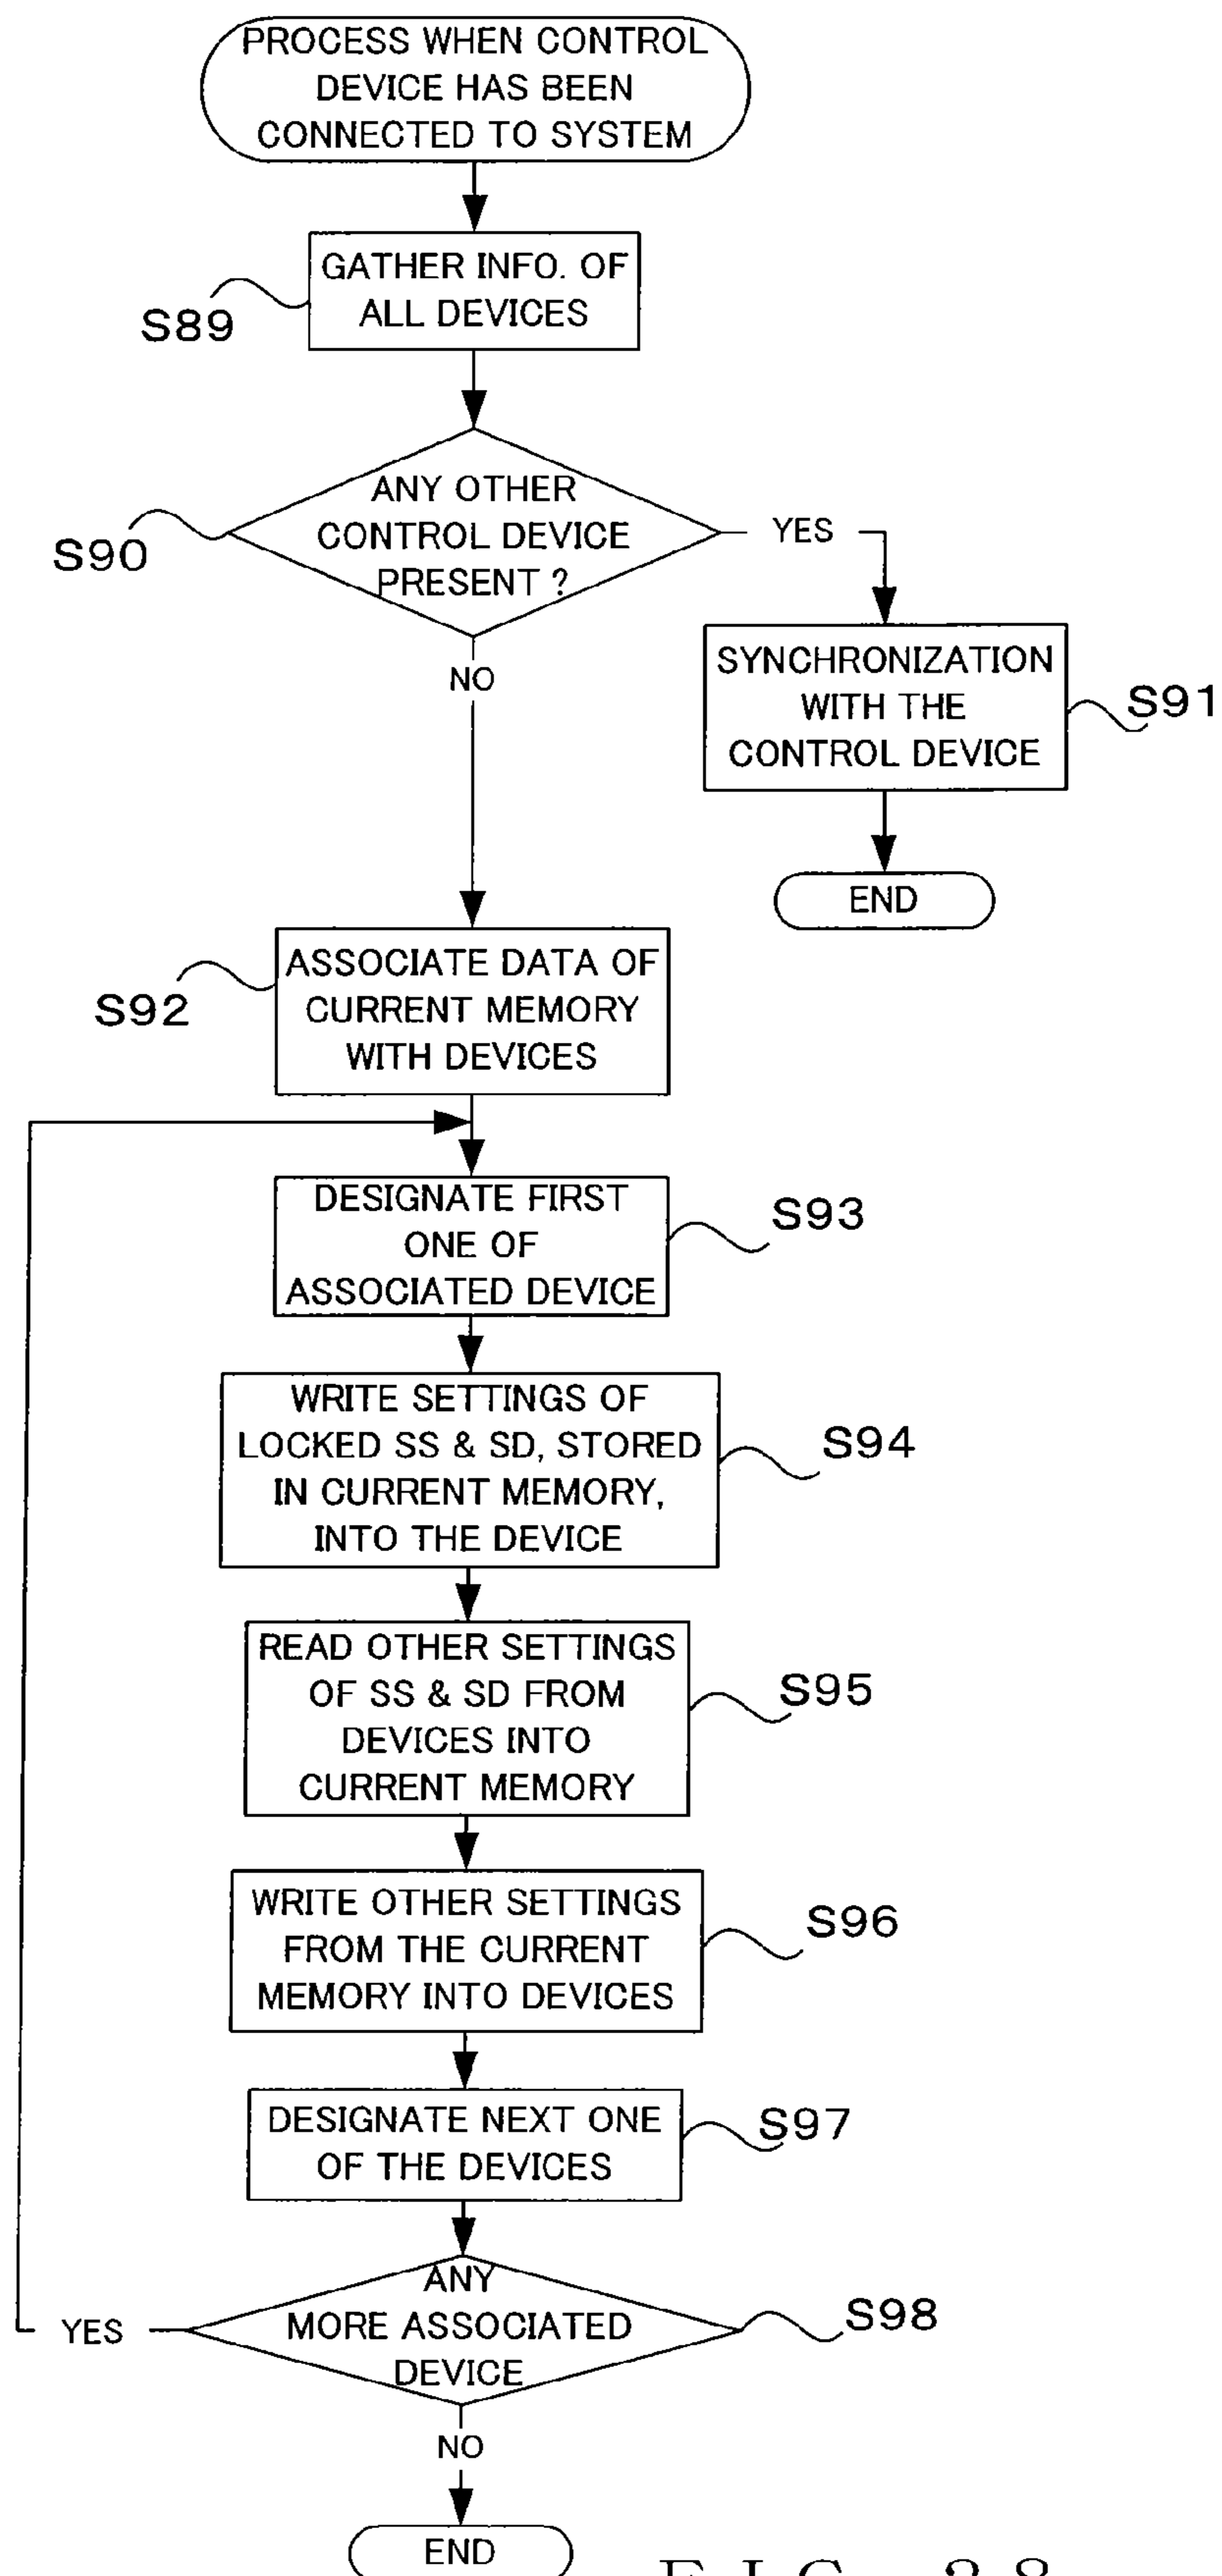 PROCESS WHEN CONTROL
DEVICE HAS BEEN
CONNECTED TO SYSTEM
GATHER INFO. OF
ALL DEVICES
S89
ANY OTHER
CONTROL DEVICE
PRESENT ?
S90
YES
NO
SYNCHRONIZATION
WITH THE
CONTROL DEVICE
S91
END
ASSOCIATE DATA OF
CURRENT MEMORY
WITH DEVICES
S92
DESIGNATE FIRST
ONE OF
ASSOCIATED DEVICE
S93
WRITE SETTINGS OF
LOCKED SS & SD, STORED
IN CURRENT MEMORY,
INTO THE DEVICE
S94
READ OTHER SETTINGS
OF SS & SD FROM
DEVICES INTO
CURRENT MEMORY
S95
WRITE OTHER SETTINGS
FROM THE CURRENT
MEMORY INTO DEVICES
S96
DESIGNATE NEXT ONE
OF THE DEVICES
S97
ANY
MORE ASSOCIATED
DEVICE
S98
YES
NO
END